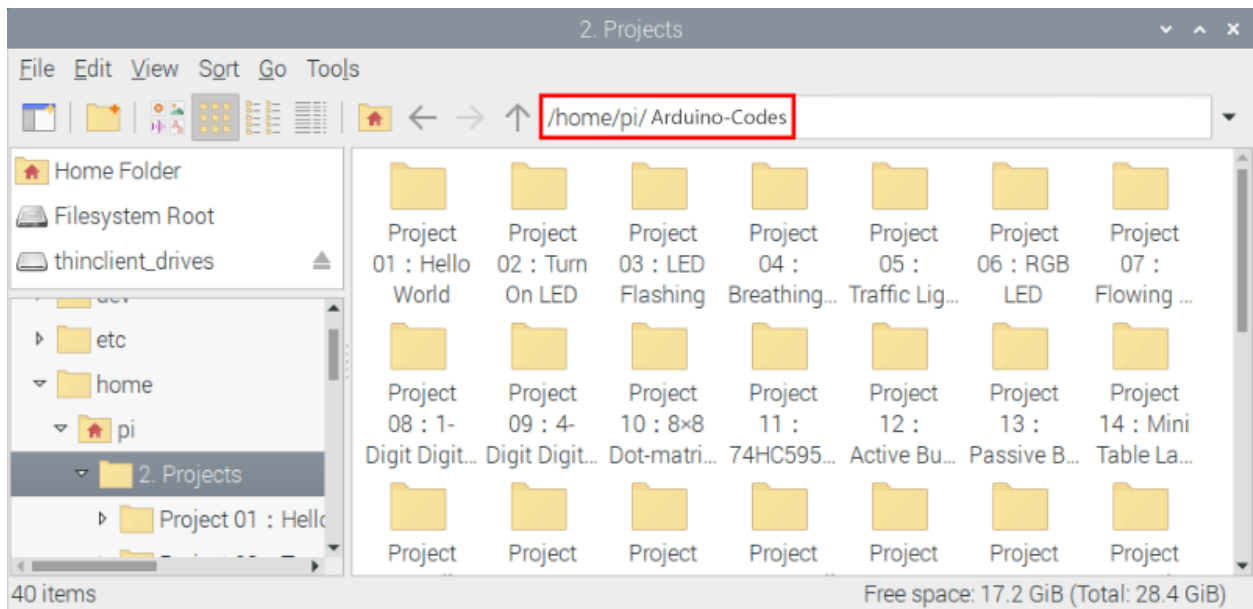 2. Projects
File Edit View Sort Go Tools
/home/pi/ Arduino-Codes
Home Folder
Filesystem Root
thinclient_drives
dev
etc
home
pi
2. Projects
Project 01：Hello
Project
01：Hello
World
Project
02：Turn
On LED
Project
03：LED
Flashing
Project
04：
Breathing...
Project
05：
Traffic Lig...
Project
06：RGB
LED
Project
07：
Flowing ...
Project
08：1-
Digit Digit...
Project
09：4-
Digit Digit...
Project
10：8×8
Dot-matri...
Project
11：
74HC595...
Project
12：
Active Bu...
Project
13：
Passive B...
Project
14：Mini
Table La...
Project
Project
Project
Project
Project
Project
Project
40 items
Free space: 17.2 GiB (Total: 28.4 GiB)